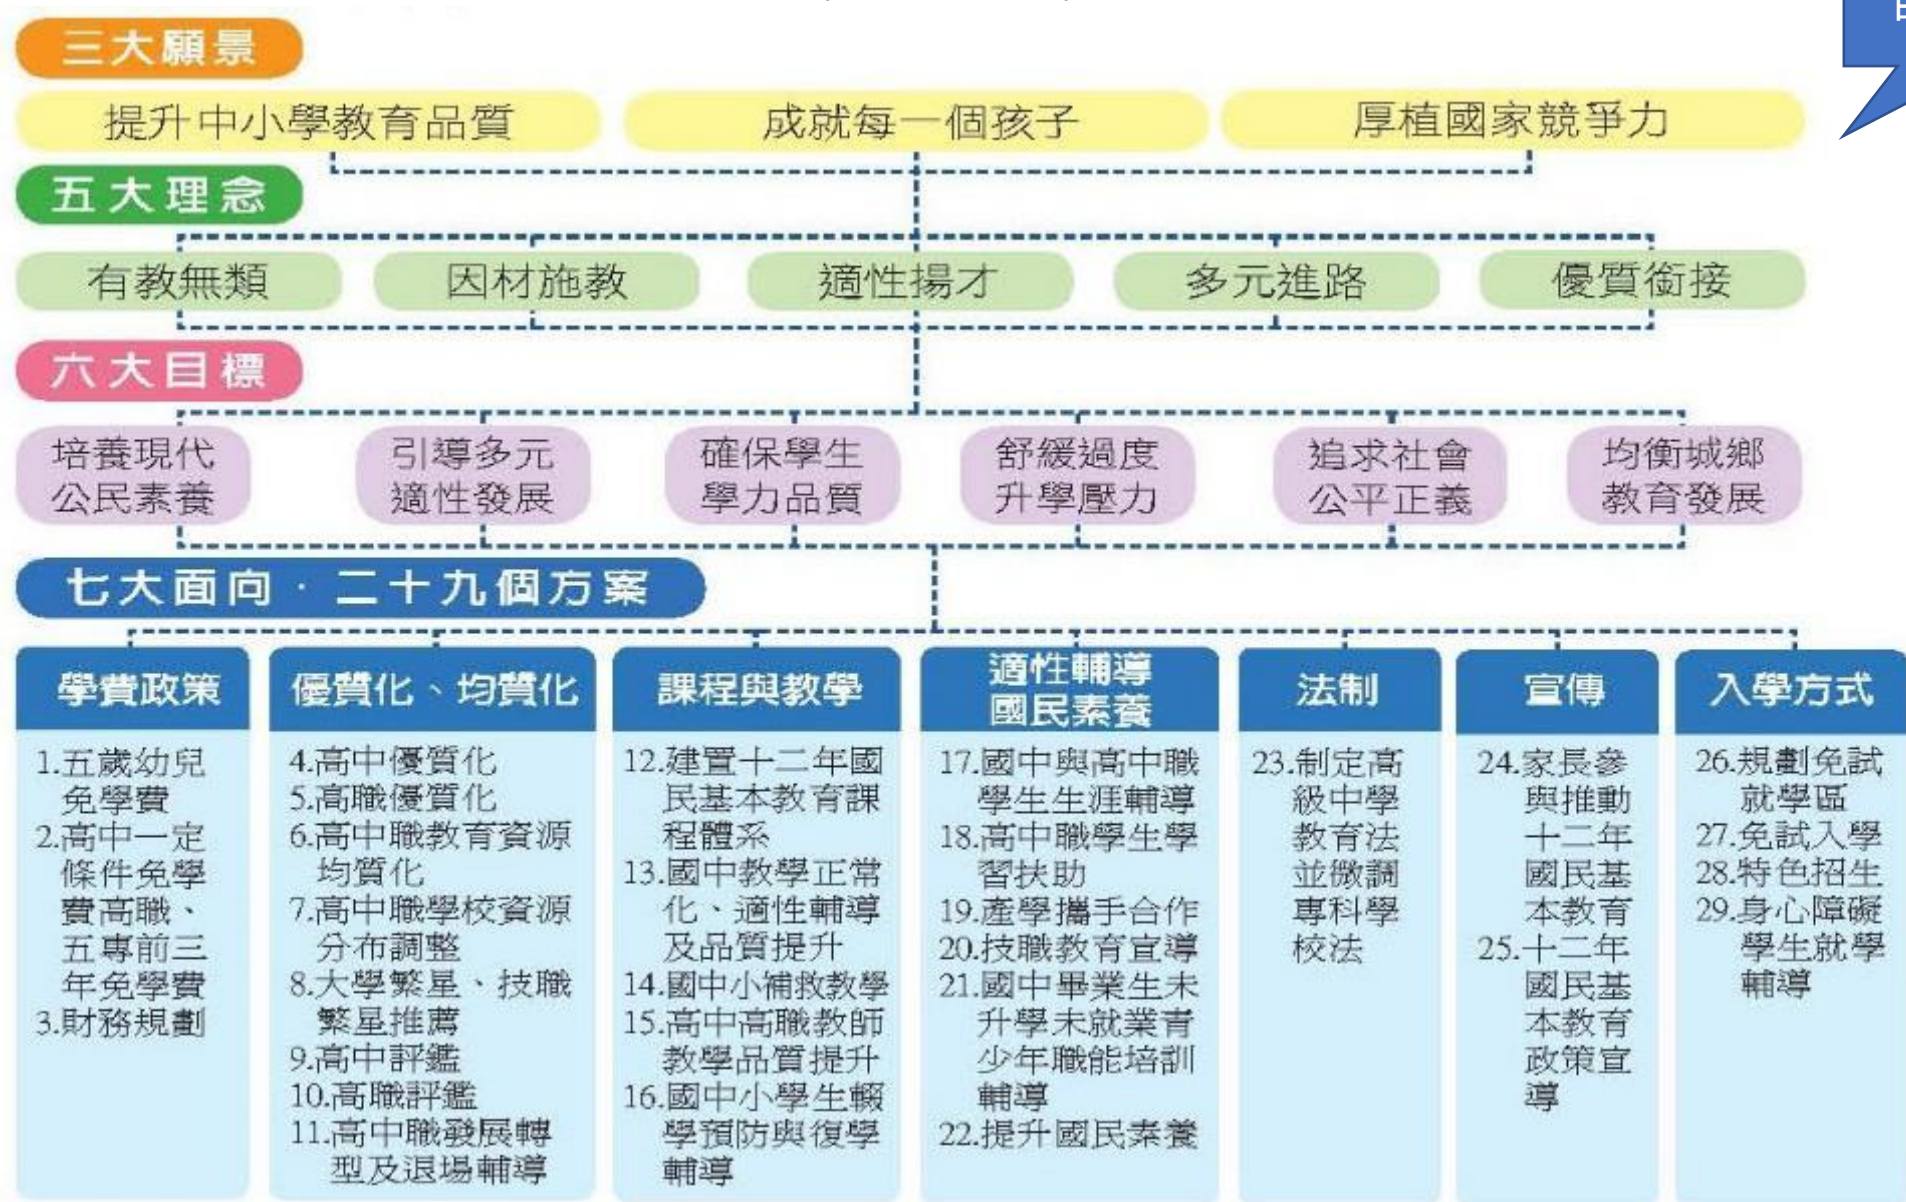 三大願景
提升中小學教育品質 成就每一個孩子 厚植國家競爭力
五大理念
有教無類 因材施教 適性揚才 多元進路 優質銜接
六大目標
培養現代
公民素養
引導多元
適性發展
確保學生
學力品質
舒緩過度
升學壓力
追求社會
公平正義
均衡城鄉
教育發展
七大面向．二十九個方案
學費政策
1.五歲幼兒
免學費
2.高中一定
條件免學
費高職、
五專前三
年免學費
3.財務規劃
優質化、均質化
4.高中優質化
5.高職優質化
6.高中職教育資源
均質化
7.高中職學校資源
分布調整
8.大學繁星、技職
繁星推薦
9.高中評鑑
10.高職評鑑
11.高中職發展轉
型及退場輔導
課程與教學
12.建置十二年國
民基本教育課
程體系
13.國中教學正常
化、適性輔導
及品質提升
14.國中小補救教學
15.高中高職教師
教學品質提升
16.國中小學生輟
學預防與復學
輔導
適性輔導
國民素養
17.國中與高中職
學生生涯輔導
18.高中職學生學
習扶助
19.產學攜手合作
20.技職教育宣導
21.國中畢業生未
升學未就業青
少年職能培訓
輔導
22.提升國民素養
法制
23.制定高
級中學
教育法
並微調
專科學
校法
宣傳
24.家長參
與推動
十二年
國民基
本教育
25.十二年
國民基
本教育
政策宣
導
入學方式
26.規劃免試
就學區
27.免試入學
28.特色招生
29.身心障礙
學生就學
輔導